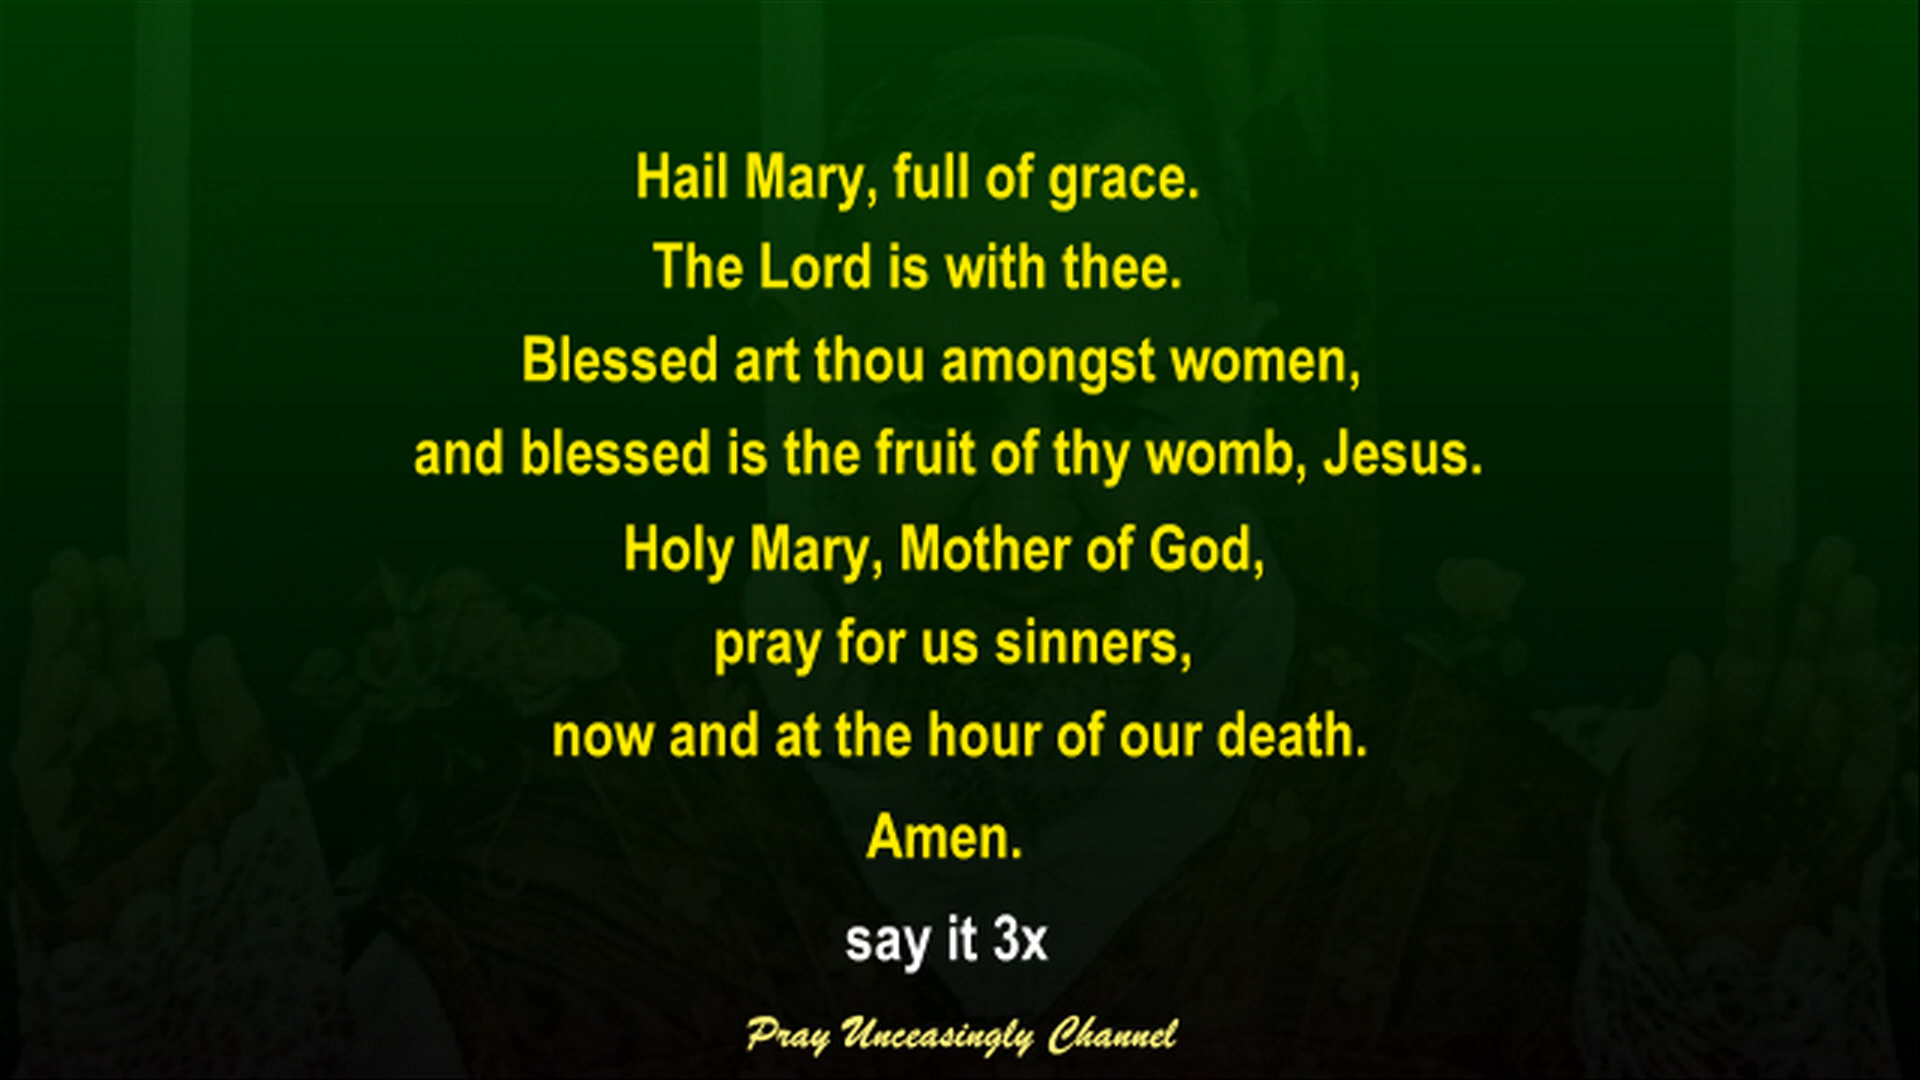 Hail Mary, full of grace.
The Lord is with thee.
Blessed art thou amongst women,
and blessed is the fruit of thy womb, Jesus.
Holy Mary, Mother of God,
pray for us sinners,
now and at the hour of our death.
Amen.
say it 3x
Pray Unceasingly Channel